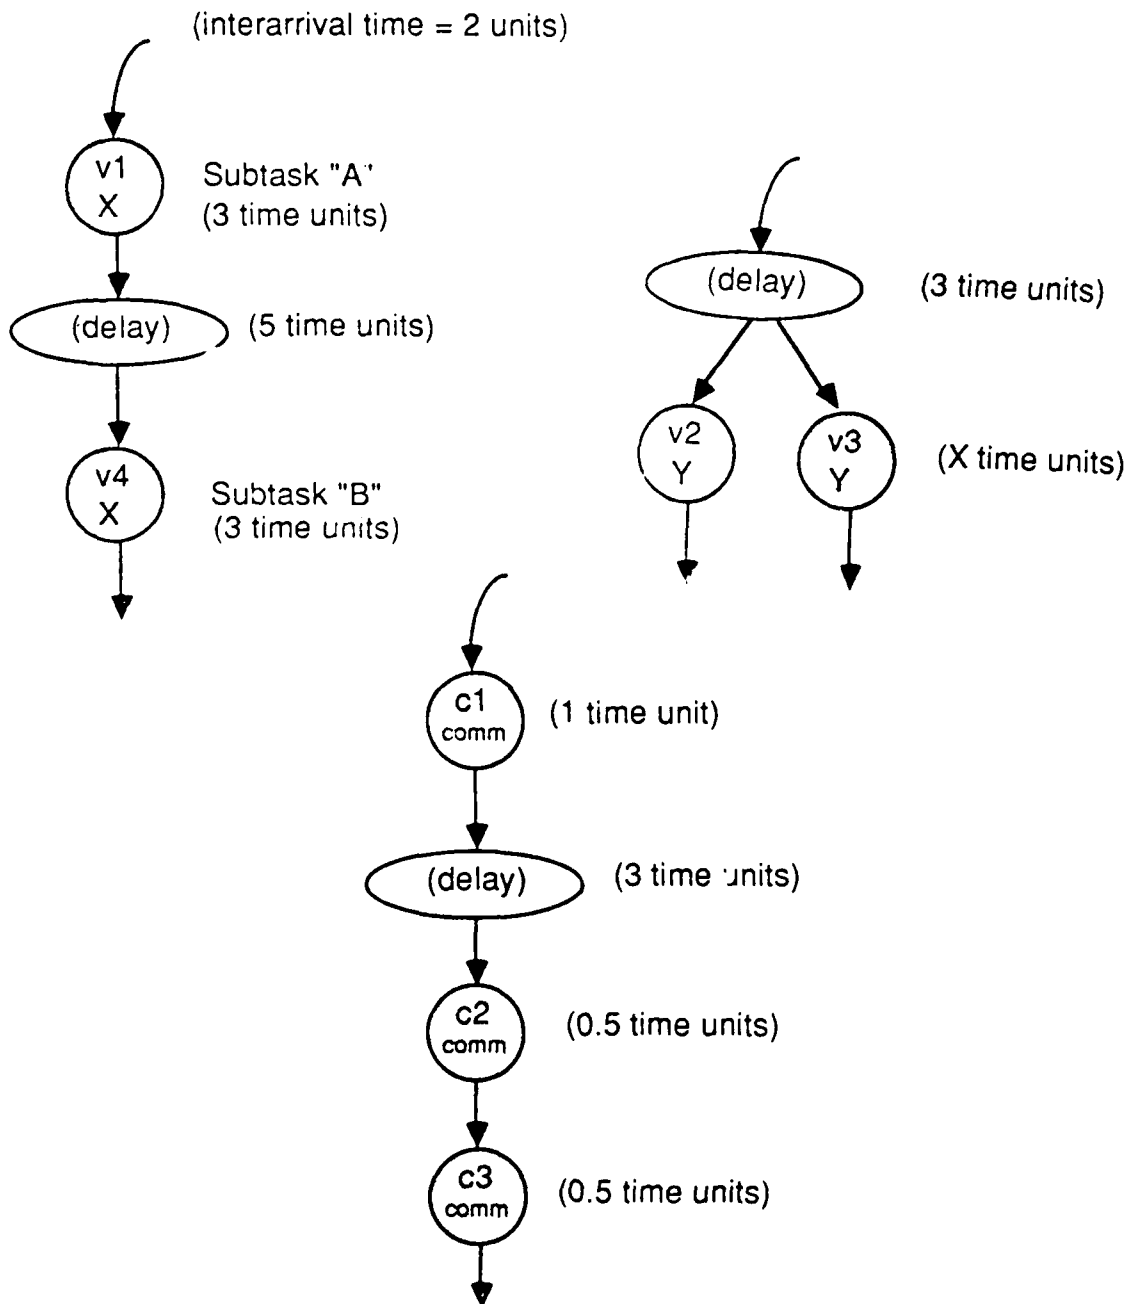 (interarrival time = 2 units)
v1
X
Subtask "A"
(3 time units)
(delay)
(5 time units)
v4
X
Subtask "B"
(3 time units)
(delay)
(3 time units)
v2
Y
v3
Y
(X time units)
c1
comm
(1 time unit)
(delay)
(3 time units)
c2
comm
(0.5 time units)
c3
comm
(0.5 time units)